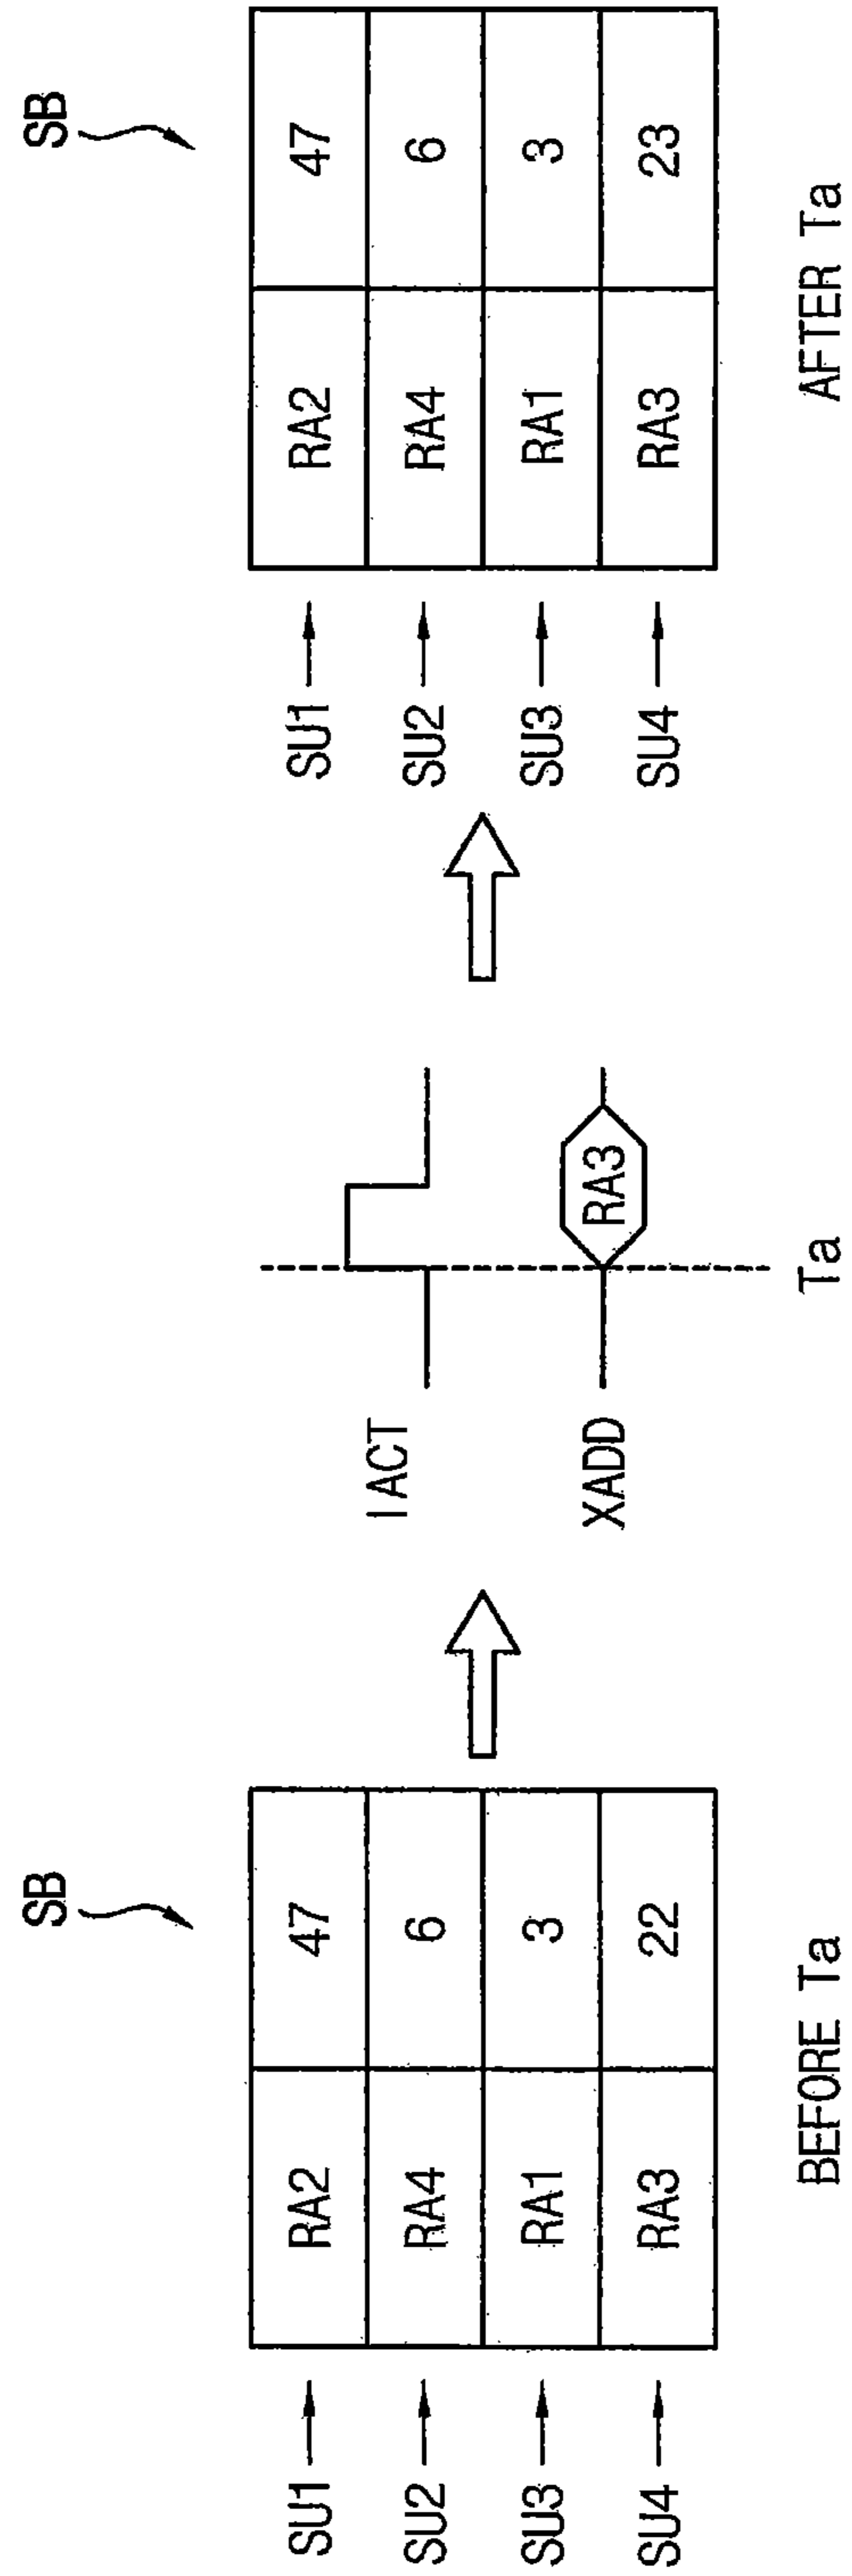 SB
SU1 RA2 47
SU2 RA4 6
SU3 RA1 3
SU4 RA3 22
BEFORE Ta
IACT
XADD RA3
Ta
SB
SU1 RA2 47
SU2 RA4 6
SU3 RA1 3
SU4 RA3 23
AFTER Ta